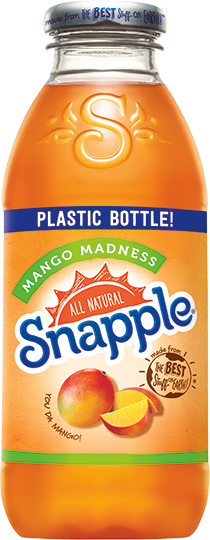 made from THE BEST STUFF ON EARTH!
S
PLASTIC BOTTLE!
MANGO MADNESS
ALL NATURAL
Snapple®
made from
THE BEST
STUFF ON EARTH!
YOU DA MANGO!